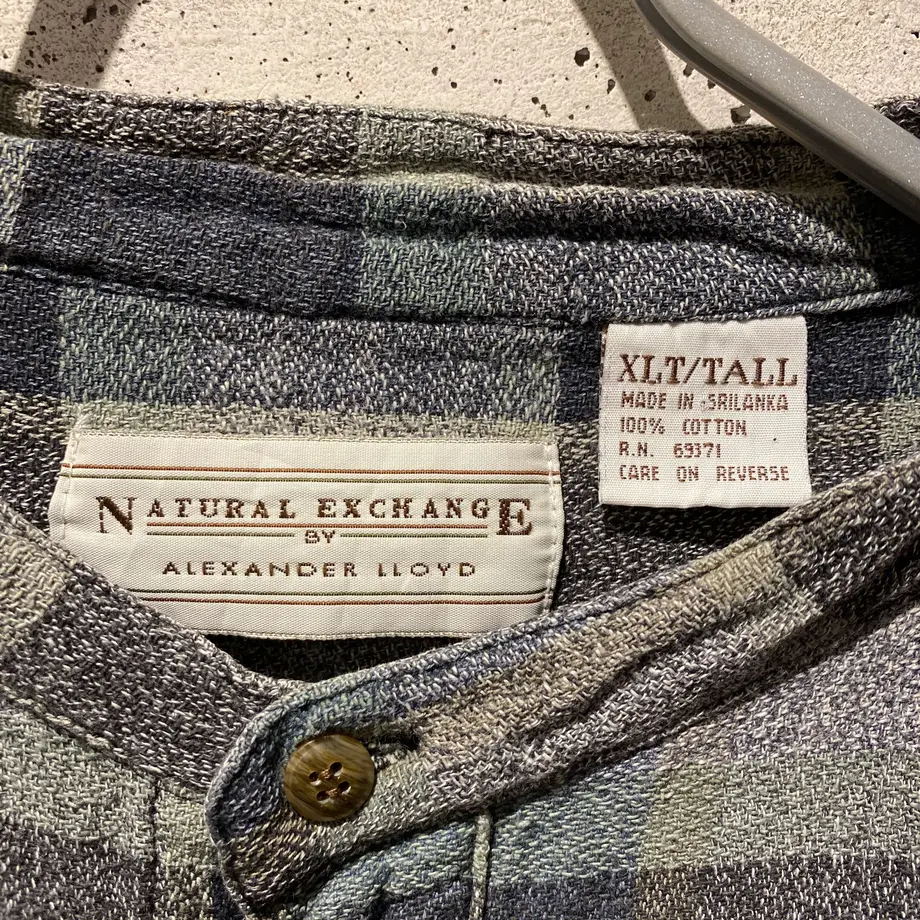 NATURAL EXCHANGE
BY
ALEXANDER LLOYD
XLT/TALL
MADE IN SRILANKA
100% COTTON
R.N. 69371
CARE ON REVERSE